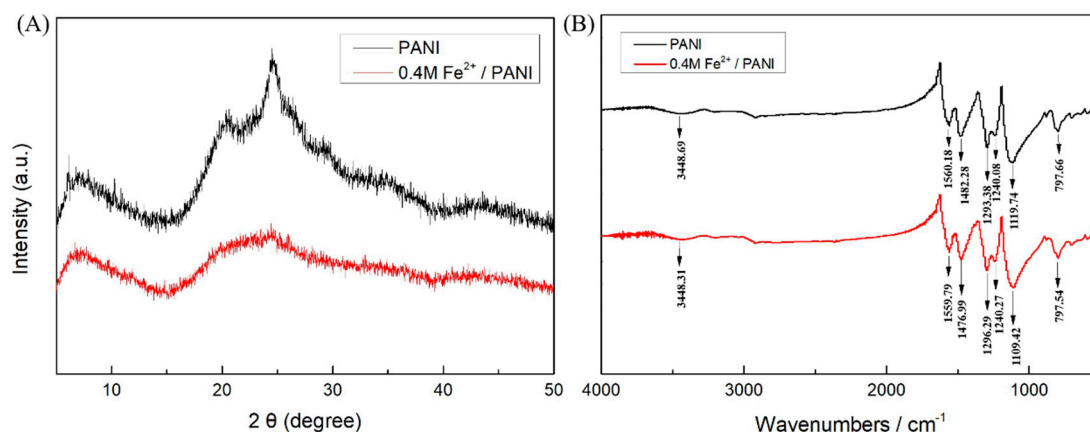 (A)
PANI
0.4M Fe²⁺ / PANI
Intensity (a.u.)
10 20 30 40 50
2 θ (degree)
(B)
PANI
0.4M Fe²⁺ / PANI
3448.69
1560.18
1482.28
1293.38
1240.08
1119.74
797.66
3448.31
1559.79
1476.99
1296.29
1240.27
1109.42
797.54
4000 3000 2000 1000
Wavenumbers / cm⁻¹